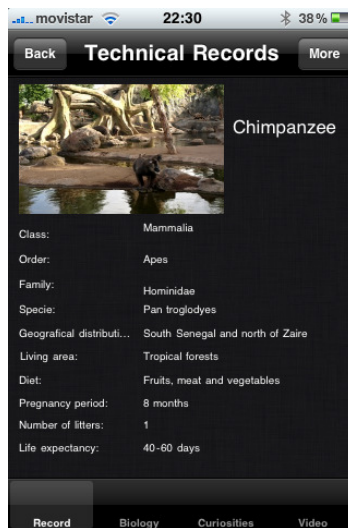 movistar 22:30 38%
Back Technical Records More
Chimpanzee
Class: Mammalia
Order: Apes
Family: Hominidae
Specie: Pan troglodyes
Geografical distributi... South Senegal and north of Zaire
Living area: Tropical forests
Diet: Fruits, meat and vegetables
Pregnancy period: 8 months
Number of litters: 1
Life expectancy: 40-60 days
Record Biology Curiosities Video